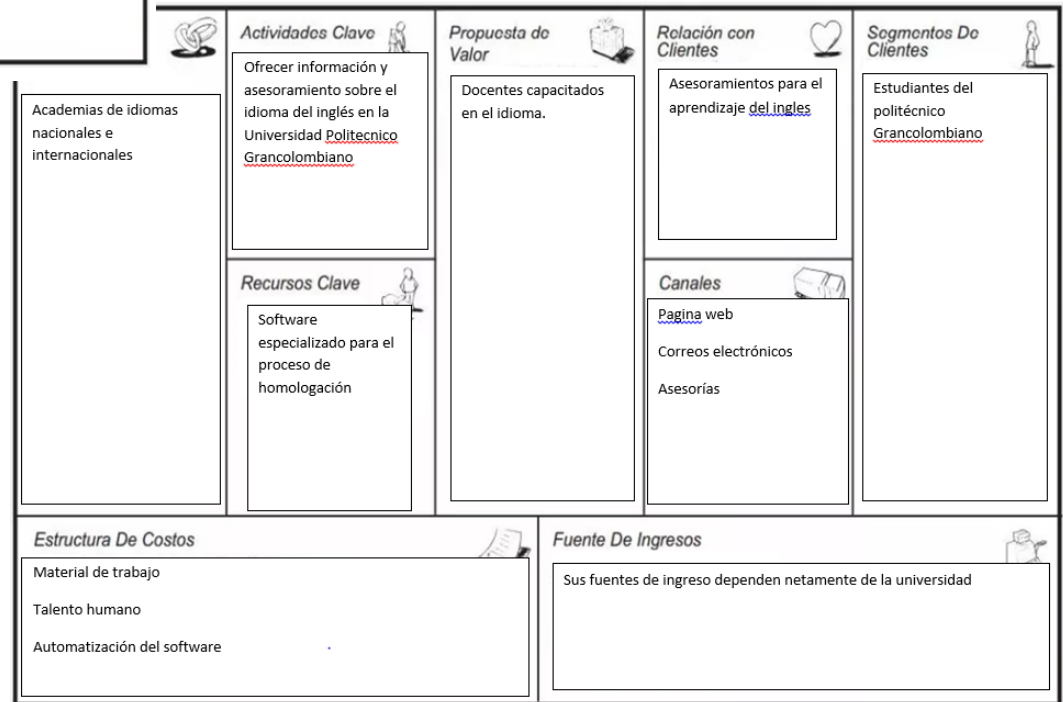 Academias de idiomas
nacionales e
internacionales
Actividades Clave
Ofrecer información y
asesoramiento sobre el
idioma del inglés en la
Universidad Politecnico
Grancolombiano
Recursos Clave
Software
especializado para el
proceso de
homologación
Propuesta de
Valor
Docentes capacitados
en el idioma.
Relación con
Clientes
Asesoramientos para el
aprendizaje del ingles
Canales
Pagina web
Correos electrónicos
Asesorías
Segmentos De
Clientes
Estudiantes del
politécnico
Grancolombiano
Estructura De Costos
Material de trabajo
Talento humano
Automatización del software
Fuente De Ingresos
Sus fuentes de ingreso dependen netamente de la universidad